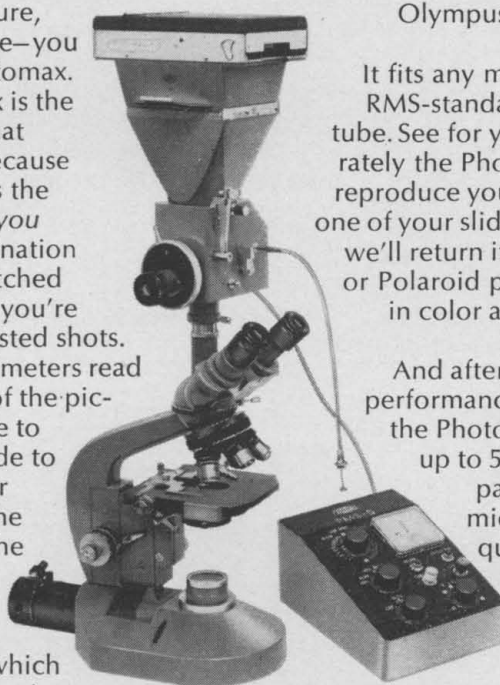 ure,
e—you
tomax.
x is the
at
ecause
s the
you
nation
tched
you're
sted shots.
meters read
of the pic-
e to
de to
r
ne
ne
which
Olympus
It fits any m
RMS-standa
tube. See for y
rately the Pho
reproduce you
one of your slid
we'll return i
or Polaroid p
in color a
And after
performanc
the Photo
up to 5
pa
mic
qu